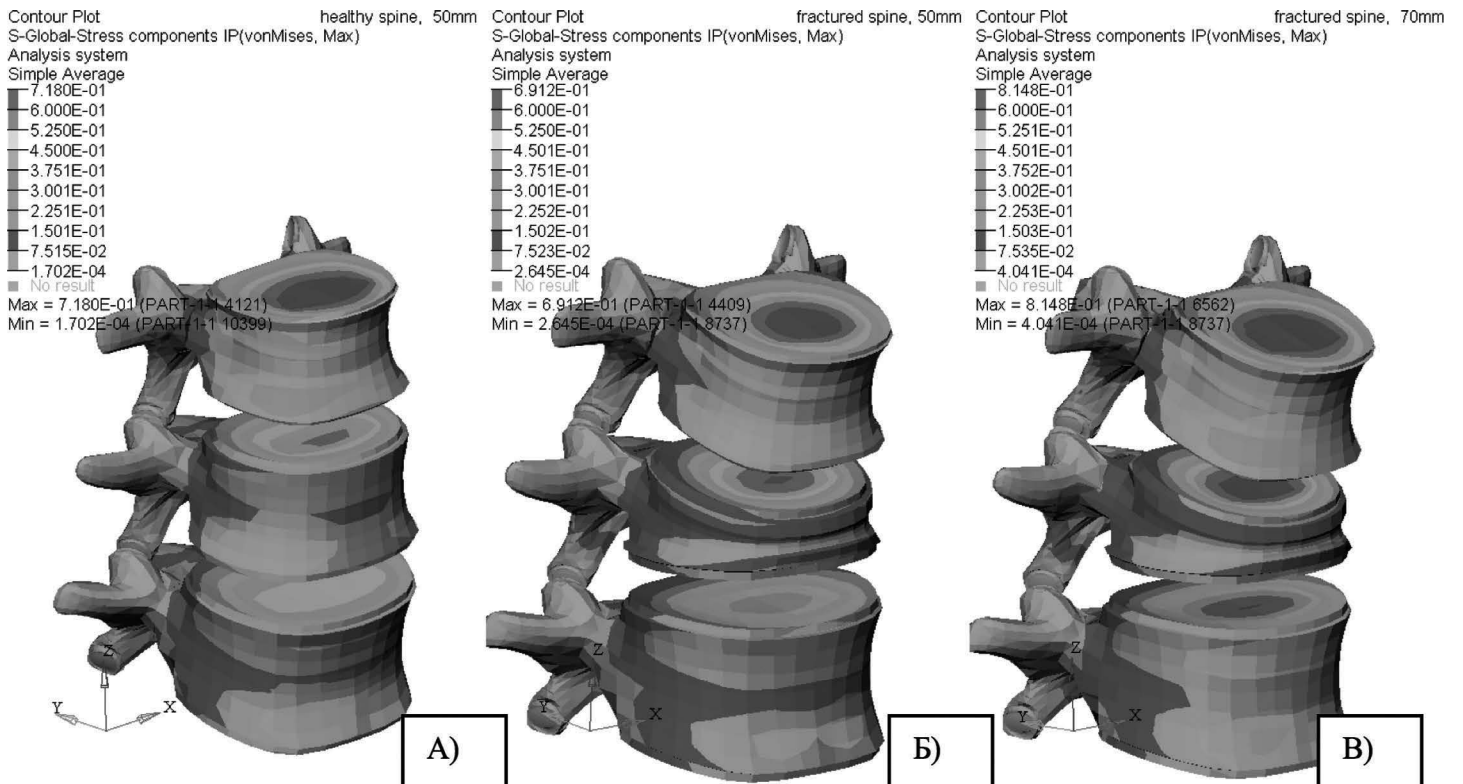 Contour Plot healthy spine, 50mm
S-Global-Stress components IP(vonMises, Max)
Analysis system
Simple Average
7.180E-01
6.000E-01
5.250E-01
4.500E-01
3.751E-01
3.001E-01
2.251E-01
1.501E-01
7.515E-02
1.702E-04
No result
Max = 7.180E-01 (PART-1-1 4121)
Min = 1.702E-04 (PART-1-1 10399)
Z
Y X
А)
Contour Plot fractured spine, 50mm
S-Global-Stress components IP(vonMises, Max)
Analysis system
Simple Average
6.912E-01
6.000E-01
5.250E-01
4.501E-01
3.751E-01
3.001E-01
2.252E-01
1.502E-01
7.523E-02
2.645E-04
No result
Max = 6.912E-01 (PART-1-1 4409)
Min = 2.645E-04 (PART-1-1 8737)
Z
Y X
Б)
Contour Plot fractured spine, 70mm
S-Global-Stress components IP(vonMises, Max)
Analysis system
Simple Average
8.148E-01
6.000E-01
5.251E-01
4.501E-01
3.752E-01
3.002E-01
2.253E-01
1.503E-01
7.535E-02
4.041E-04
No result
Max = 8.148E-01 (PART-1-1 6562)
Min = 4.041E-04 (PART-1-1 8737)
Z
Y X
В)